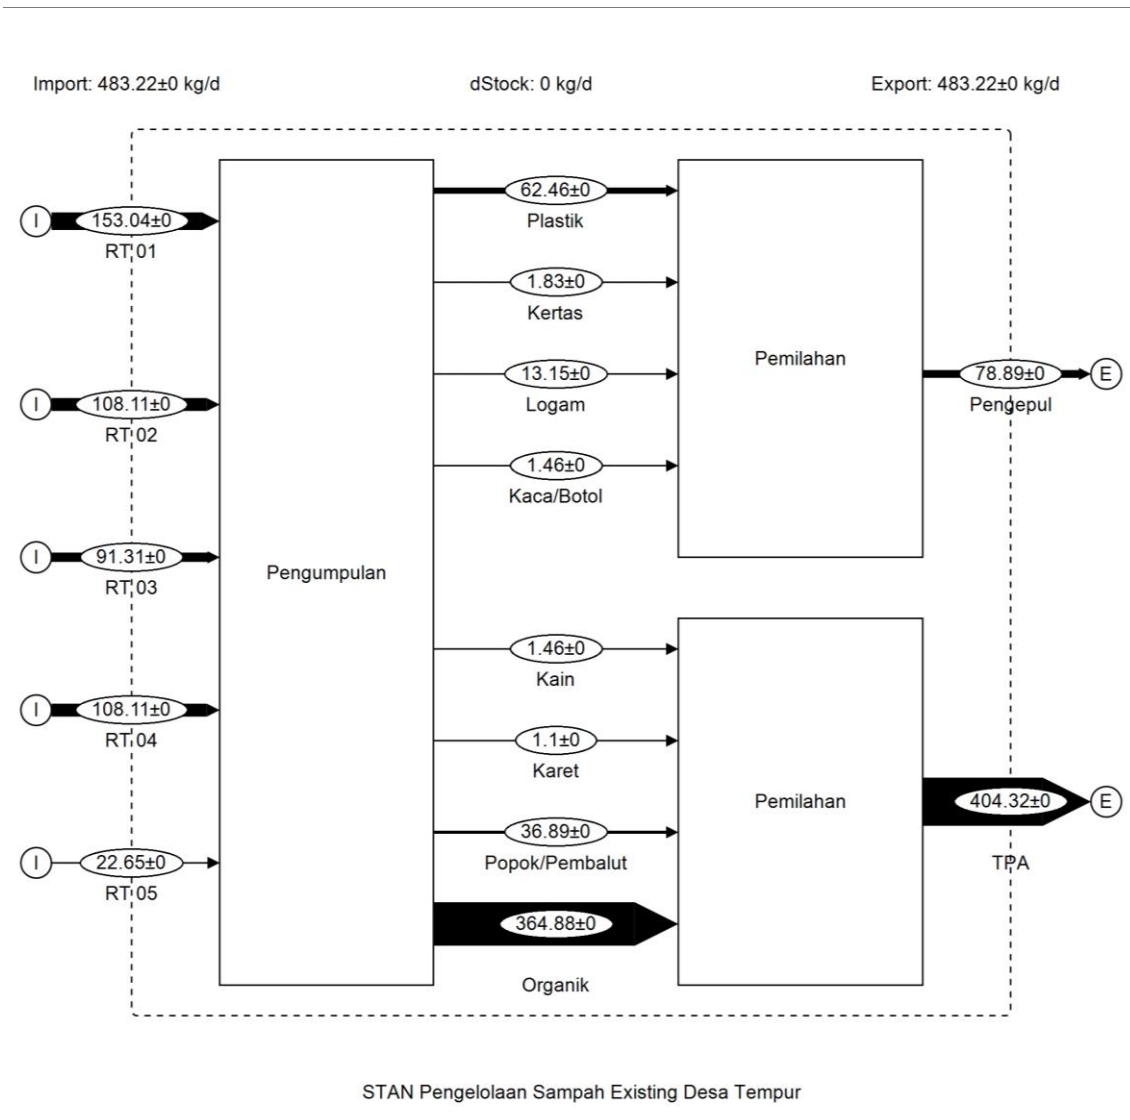 Import: 483.22±0 kg/d
dStock: 0 kg/d
Export: 483.22±0 kg/d
I
153.04±0
RT 01
I
108.11±0
RT 02
I
91.31±0
RT 03
I
108.11±0
RT 04
I
22.65±0
RT 05
Pengumpulan
62.46±0
Plastik
1.83±0
Kertas
13.15±0
Logam
1.46±0
Kaca/Botol
1.46±0
Kain
1.1±0
Karet
36.89±0
Popok/Pembalut
364.88±0
Organik
Pemilahan
Pemilahan
78.89±0
E
Pengepul
404.32±0
E
TPA
STAN Pengelolaan Sampah Existing Desa Tempur